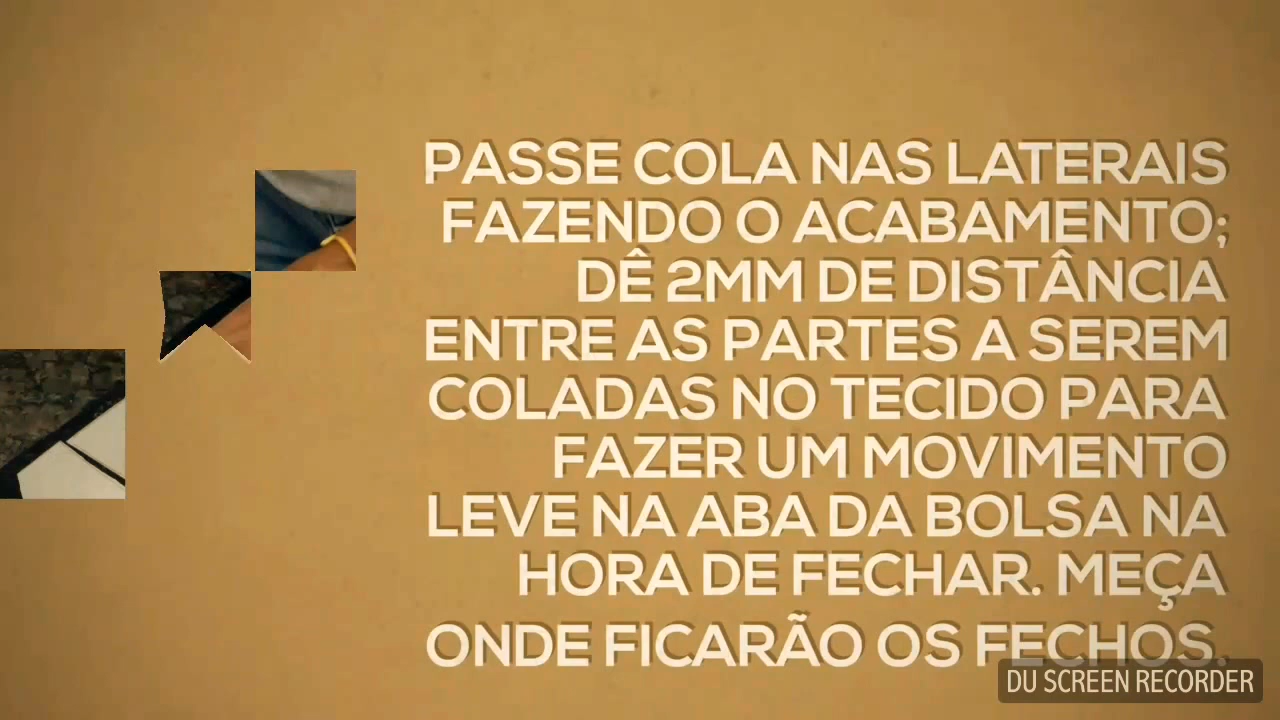 PASSE COLA NAS LATERAIS
FAZENDO O ACABAMENTO;
DÊ 2MM DE DISTÂNCIA
ENTRE AS PARTES A SEREM
COLADAS NO TECIDO PARA
FAZER UM MOVIMENTO
LEVE NA ABA DA BOLSA NA
HORA DE FECHAR. MEÇA
ONDE FICARÃO OS FECHOS.
DU SCREEN RECORDER